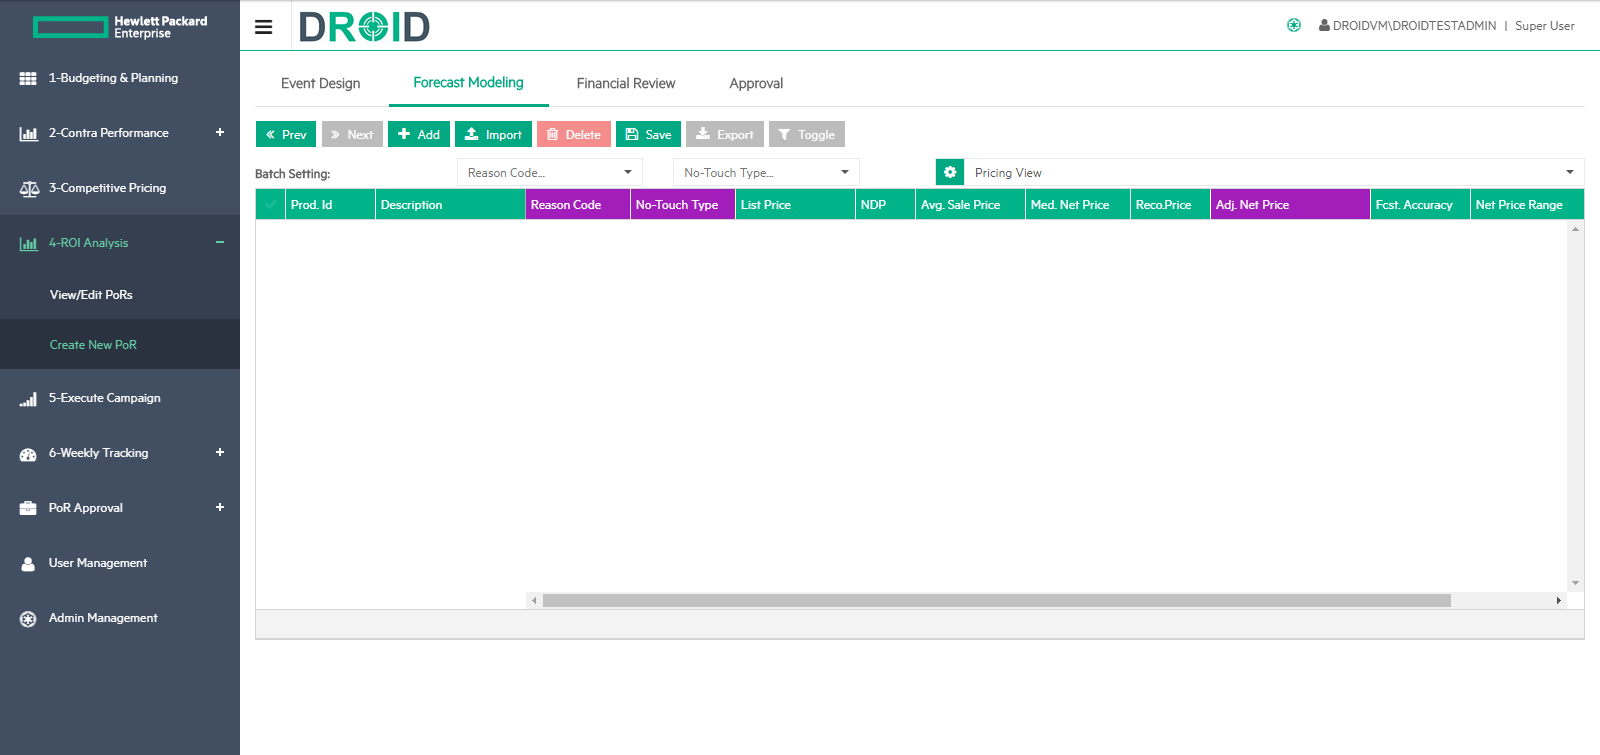 Hewlett Packard
Enterprise
DROID
DROIDVM\DROIDTESTADMIN | Super User
1-Budgeting & Planning
2-Contra Performance
3-Competitive Pricing
4-ROI Analysis
View/Edit PoRs
Create New PoR
5-Execute Campaign
6-Weekly Tracking
PoR Approval
User Management
Admin Management
Event Design Forecast Modeling Financial Review Approval
Prev Next Add Import Delete Save Export Toggle
Batch Setting: Reason Code... No-Touch Type... Pricing View
Prod. Id Description Reason Code No-Touch Type List Price NDP Avg. Sale Price Med. Net Price Reco.Price Adj. Net Price Fcst. Accuracy Net Price Range